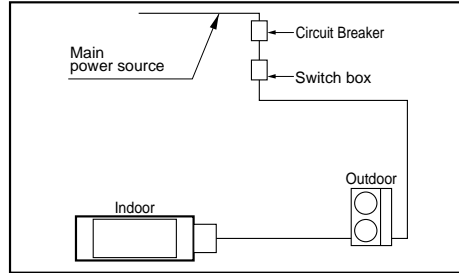 Circuit Breaker
Main
power source
Switch box
Outdoor
Indoor